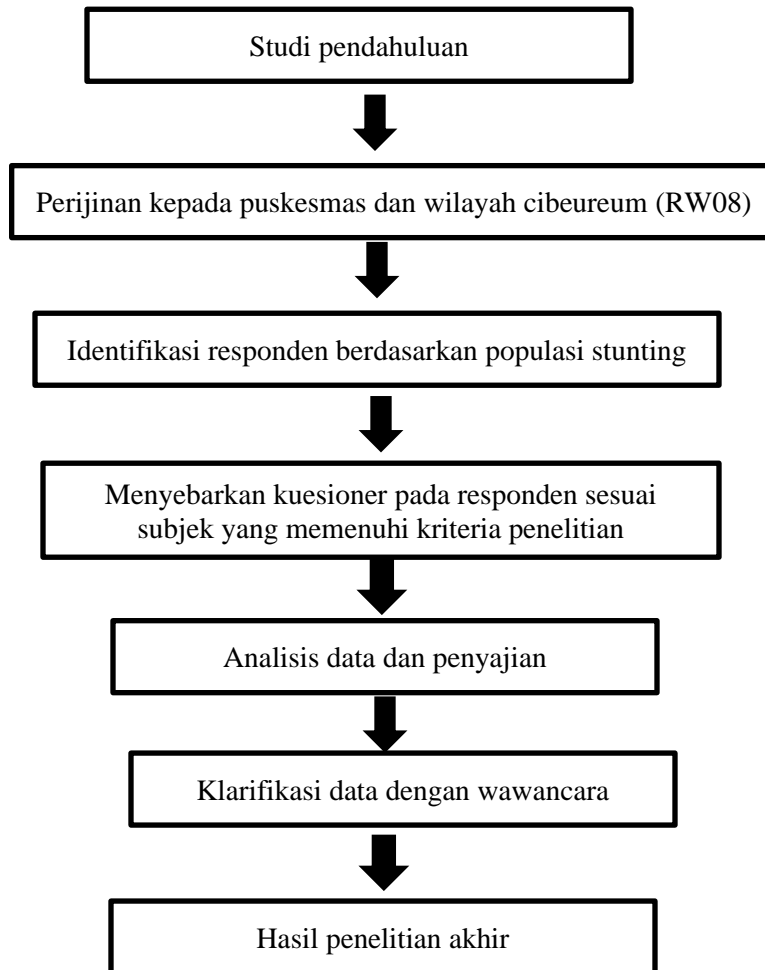 Studi pendahuluan
Perijinan kepada puskesmas dan wilayah cibeureum (RW08)
Identifikasi responden berdasarkan populasi stunting
Menyebarkan kuesioner pada responden sesuai
subjek yang memenuhi kriteria penelitian
Analisis data dan penyajian
Klarifikasi data dengan wawancara
Hasil penelitian akhir